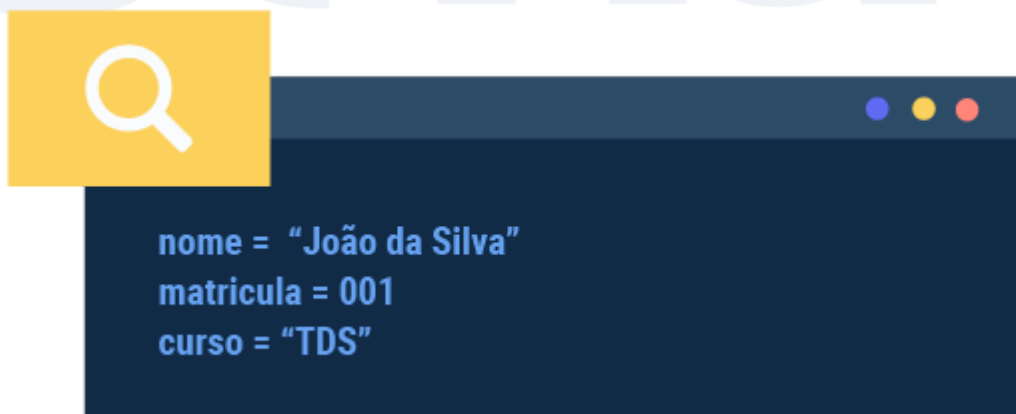 nome = “João da Silva”
matricula = 001
curso = “TDS”